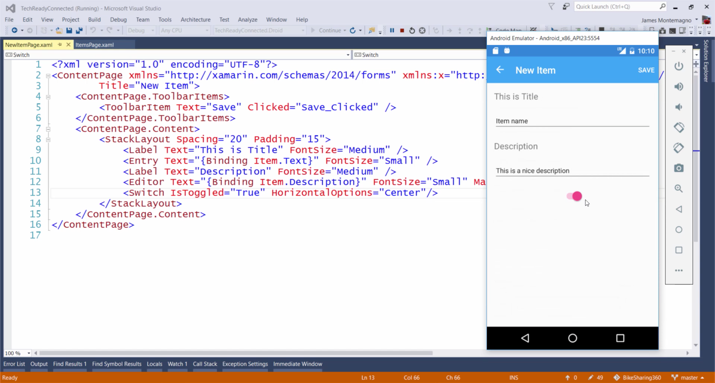 TechReadyConnected (Running) - Microsoft Visual Studio
Quick Launch (Ctrl+Q)
File Edit View Project Build Debug Team Tools Architecture Test Analyze Window Help
James Montemagno
Debug Any CPU TechReadyConnected.Droid Continue
NewItemPage.xaml ItemsPage.xaml
Switch Switch
1 <?xml version="1.0" encoding="UTF-8"?>
2 <ContentPage xmlns="http://xamarin.com/schemas/2014/forms" xmlns:x="http:
3 Title="New Item">
4 <ContentPage.ToolbarItems>
5 <ToolbarItem Text="Save" Clicked="Save_Clicked" />
6 </ContentPage.ToolbarItems>
7 <ContentPage.Content>
8 <StackLayout Spacing="20" Padding="15">
9 <Label Text="This is Title" FontSize="Medium" />
10 <Entry Text="{Binding Item.Text}" FontSize="Small" />
11 <Label Text="Description" FontSize="Medium" />
12 <Editor Text="{Binding Item.Description}" FontSize="Small" Ma
13 <Switch IsToggled="True" HorizontalOptions="Center"/>
14 </StackLayout>
15 </ContentPage.Content>
16 </ContentPage>
17
Android Emulator - Android_x86_API23:5554
10:10
New Item SAVE
This is Title
Item name
Description
This is a nice description
Solution Explorer
100 %
Error List Output Find Results 1 Find Symbol Results Locals Watch 1 Call Stack Exception Settings Immediate Window
Ready Ln 13 Col 66 Ch 66 INS 0 49 BikeSharing360 master